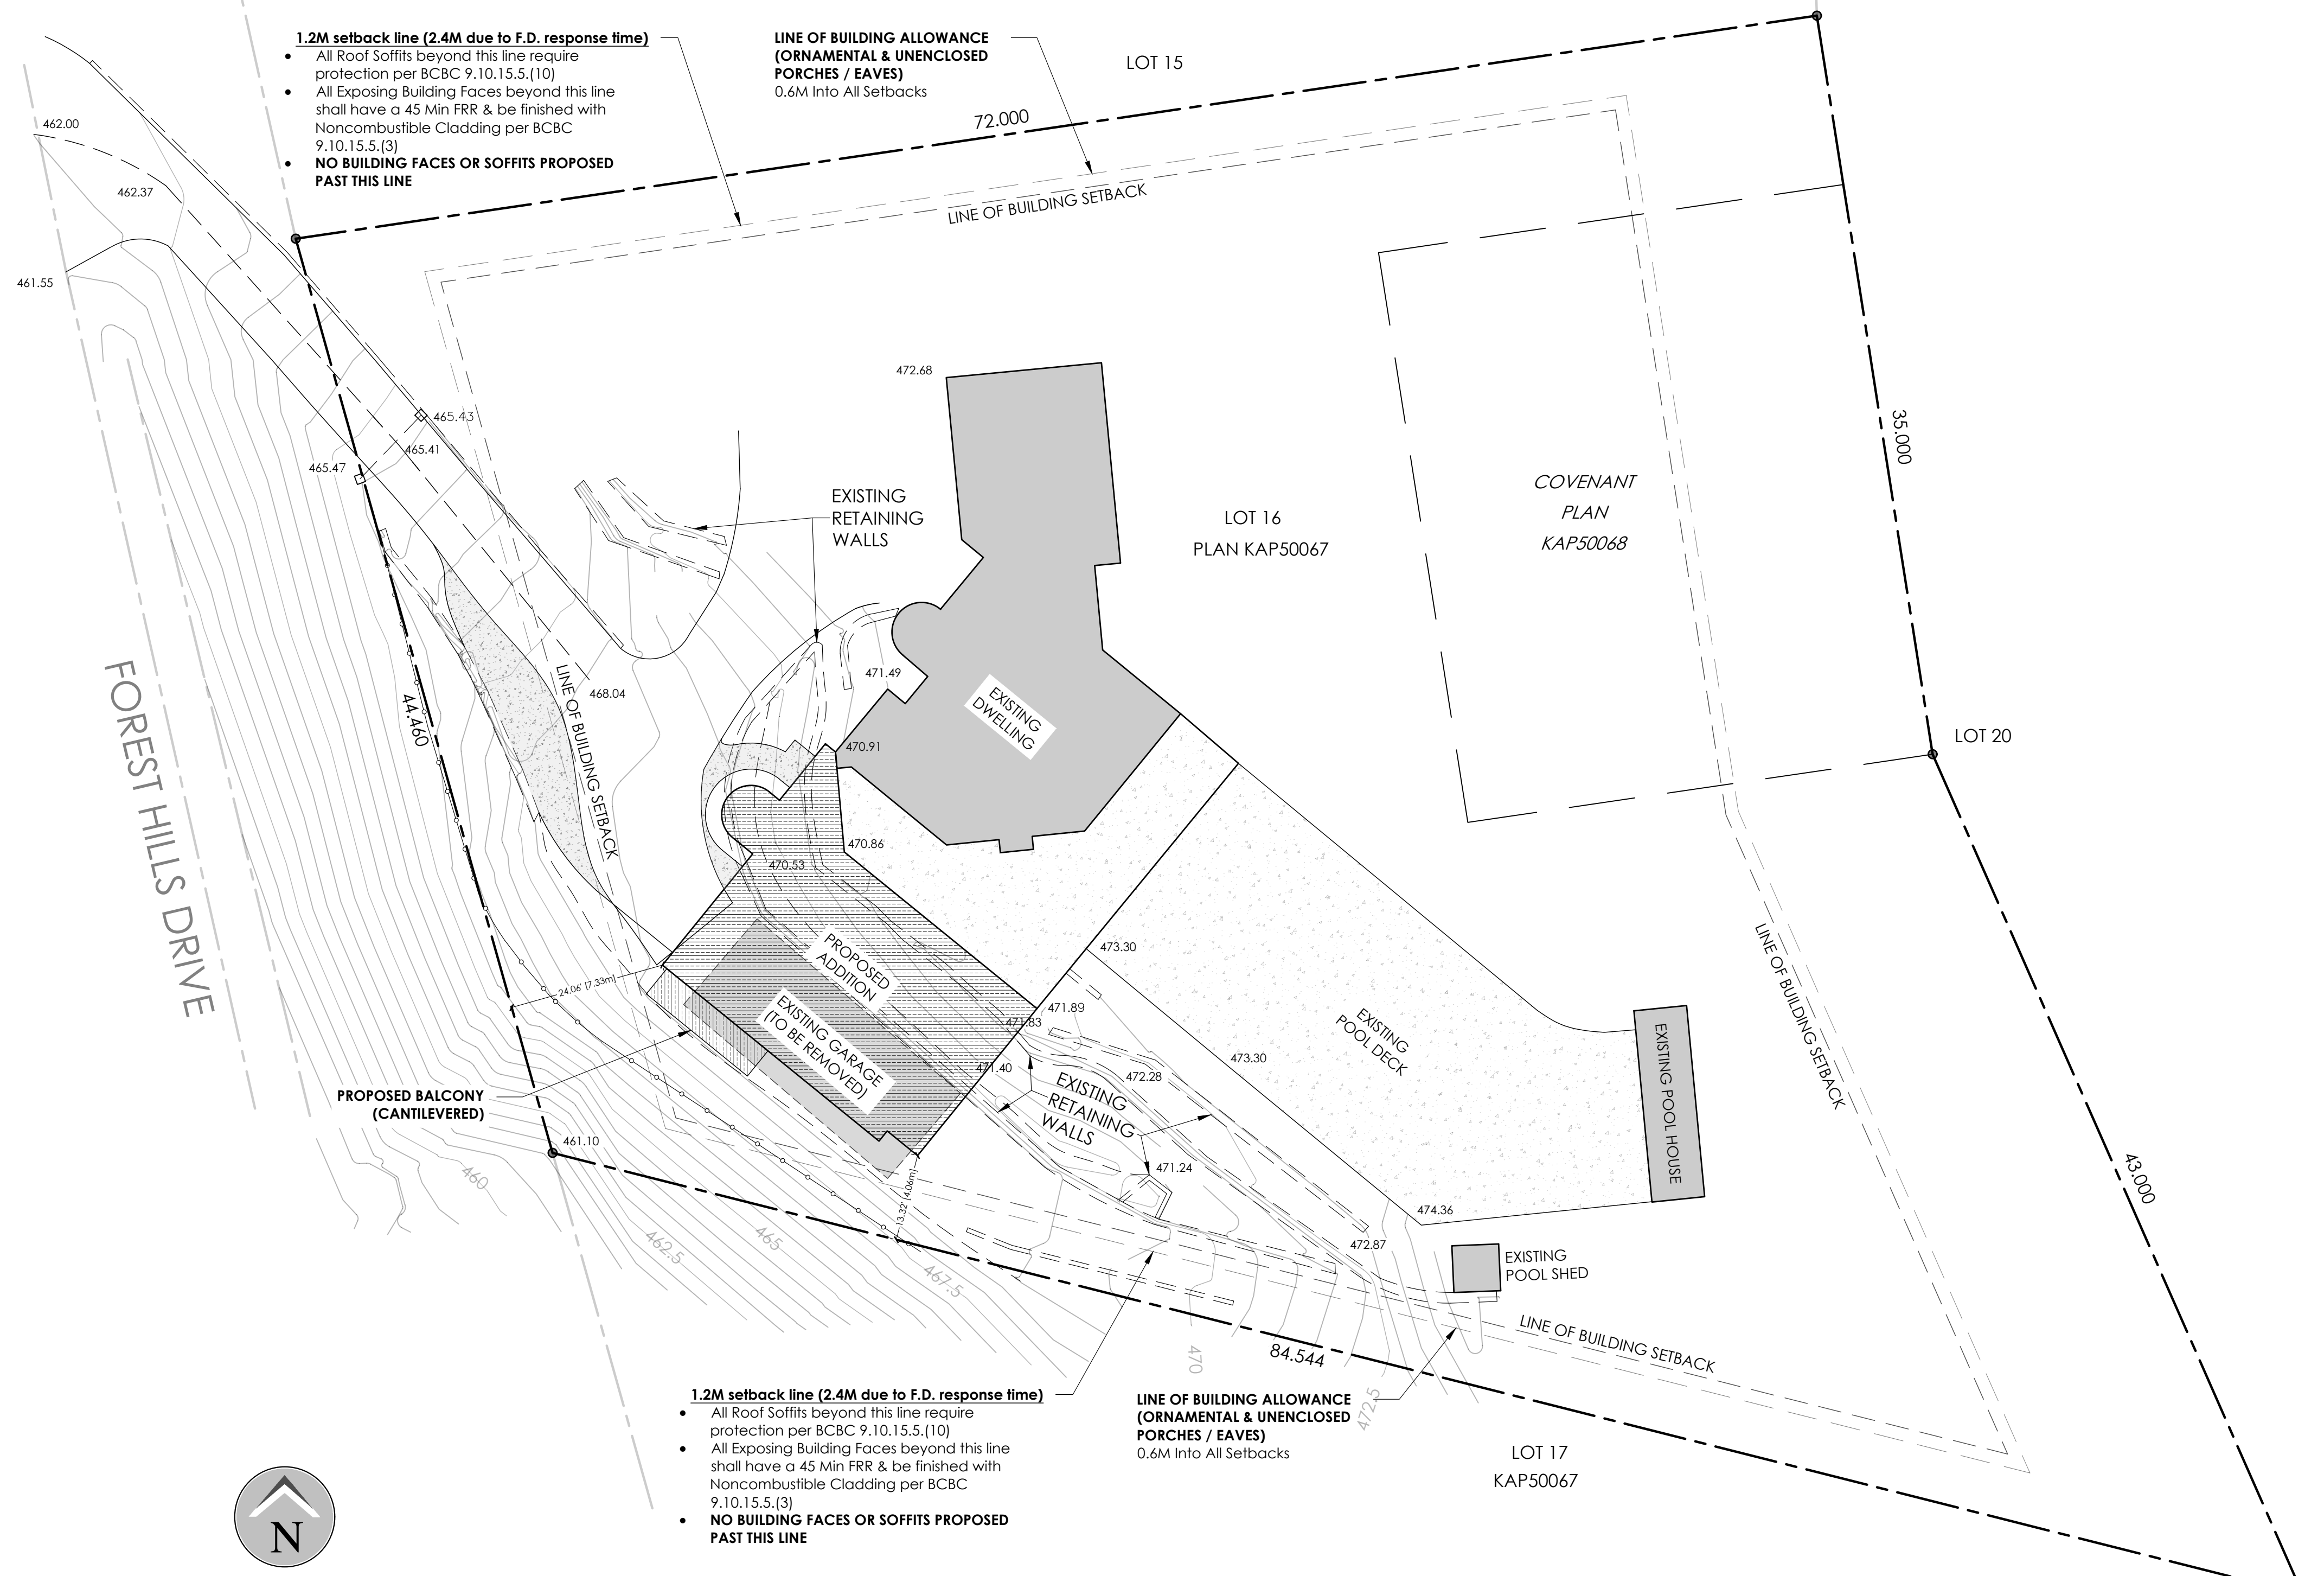 1.2M setback line (2.4M due to F.D. response time)
• All Roof Soffits beyond this line require
protection per BCBC 9.10.15.5.(10)
• All Exposing Building Faces beyond this line
shall have a 45 Min FRR & be finished with
Noncombustible Cladding per BCBC
9.10.15.5.(3)
• NO BUILDING FACES OR SOFFITS PROPOSED
PAST THIS LINE
LINE OF BUILDING ALLOWANCE
(ORNAMENTAL & UNENCLOSED
PORCHES / EAVES)
0.6M Into All Setbacks
LOT 15
72.000
LINE OF BUILDING SETBACK
462.00
462.37
461.55
472.68
465.43
465.41
465.47
EXISTING
RETAINING
WALLS
LOT 16
PLAN KAP50067
COVENANT
PLAN
KAP50068
35.000
FOREST HILLS DRIVE
44.460
LINE OF BUILDING SETBACK
468.04
471.49
EXISTING
DWELLING
470.91
LOT 20
470.86
470.53
PROPOSED
ADDITION
EXISTING GARAGE
(TO BE REMOVED)
24.06' [7.33m]
473.30
471.89
471.83
471.40
473.30
472.28
EXISTING
POOL DECK
EXISTING POOL HOUSE
LINE OF BUILDING SETBACK
PROPOSED BALCONY
(CANTILEVERED)
EXISTING
RETAINING
WALLS
461.10
471.24
13.32' [4.06m]
43.000
474.36
472.87
EXISTING
POOL SHED
460
462.5
465
467.5
470
472.5
84.544
LINE OF BUILDING SETBACK
1.2M setback line (2.4M due to F.D. response time)
• All Roof Soffits beyond this line require
protection per BCBC 9.10.15.5.(10)
• All Exposing Building Faces beyond this line
shall have a 45 Min FRR & be finished with
Noncombustible Cladding per BCBC
9.10.15.5.(3)
• NO BUILDING FACES OR SOFFITS PROPOSED
PAST THIS LINE
LINE OF BUILDING ALLOWANCE
(ORNAMENTAL & UNENCLOSED
PORCHES / EAVES)
0.6M Into All Setbacks
LOT 17
KAP50067
N